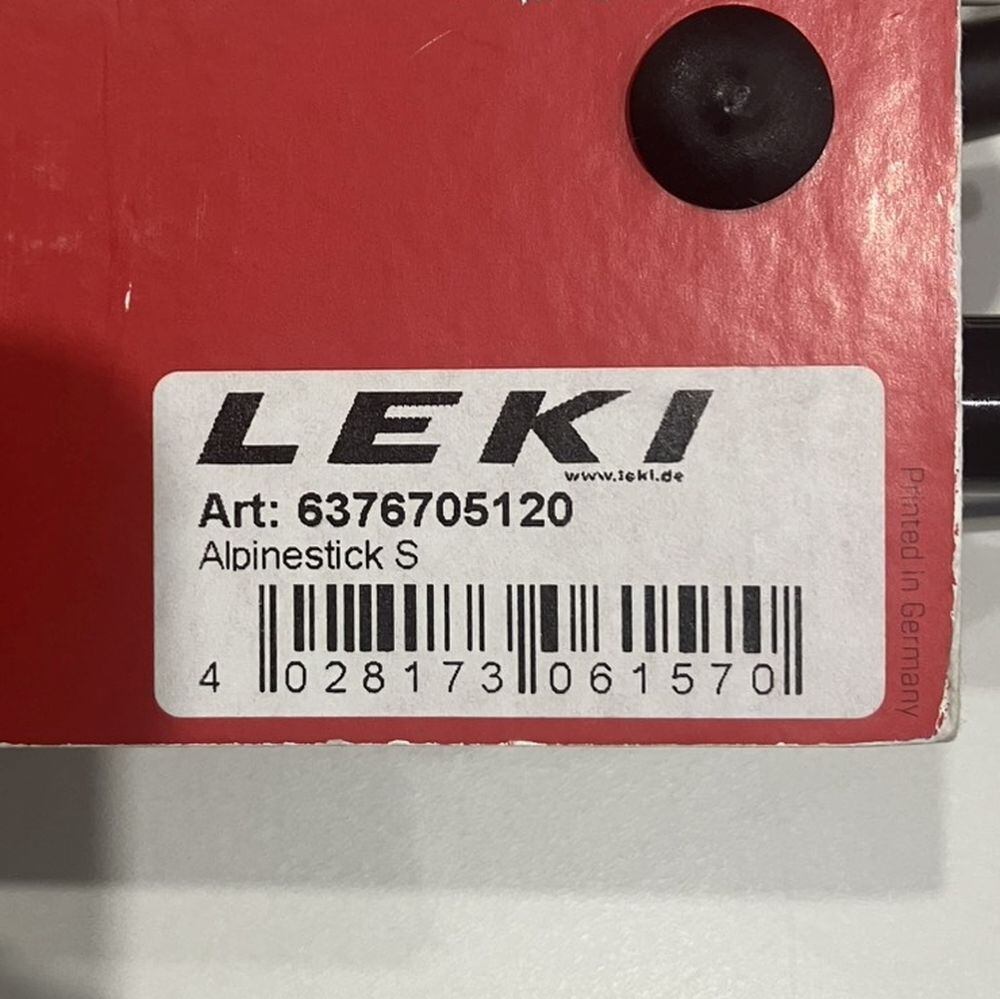 LEKI
www.leki.de
Art: 6376705120
Alpinestick S
4 028173 061570
Printed in Germany